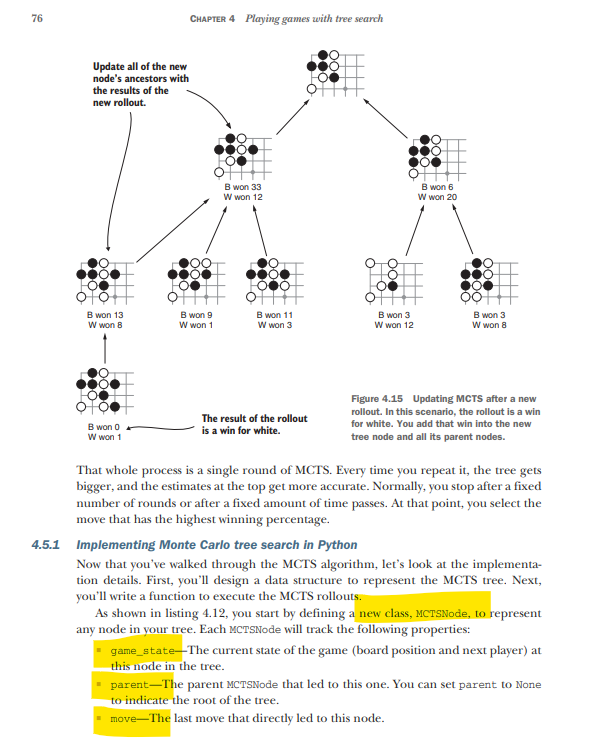 76
CHAPTER 4 Playing games with tree search
Update all of the new
node's ancestors with
the results of the
new rollout.
B won 33
W won 12
B won 6
W won 20
B won 13
W won 8
B won 9
W won 1
B won 11
W won 3
B won 3
W won 12
B won 3
W won 8
B won 0
W won 1
The result of the rollout
is a win for white.
Figure 4.15 Updating MCTS after a new
rollout. In this scenario, the rollout is a win
for white. You add that win into the new
tree node and all its parent nodes.
That whole process is a single round of MCTS. Every time you repeat it, the tree gets
bigger, and the estimates at the top get more accurate. Normally, you stop after a fixed
number of rounds or after a fixed amount of time passes. At that point, you select the
move that has the highest winning percentage.
4.5.1 Implementing Monte Carlo tree search in Python
Now that you've walked through the MCTS algorithm, let's look at the implementa-
tion details. First, you'll design a data structure to represent the MCTS tree. Next,
you'll write a function to execute the MCTS rollouts.
As shown in listing 4.12, you start by defining a new class, MCTSNode, to represent
any node in your tree. Each MCTSNode will track the following properties:
▪ game_state—The current state of the game (board position and next player) at
this node in the tree.
▪ parent—The parent MCTSNode that led to this one. You can set parent to None
to indicate the root of the tree.
▪ move—The last move that directly led to this node.